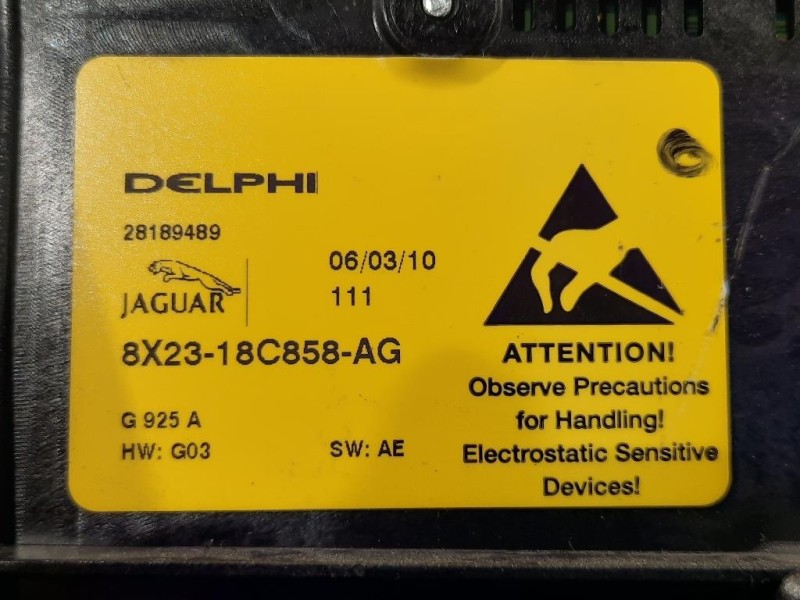 DELPHI
28189489
JAGUAR
06/03/10
111
8X23-18C858-AG
G 925 A
HW: G03 SW: AE
ATTENTION!
Observe Precautions
for Handling!
Electrostatic Sensitive
Devices!